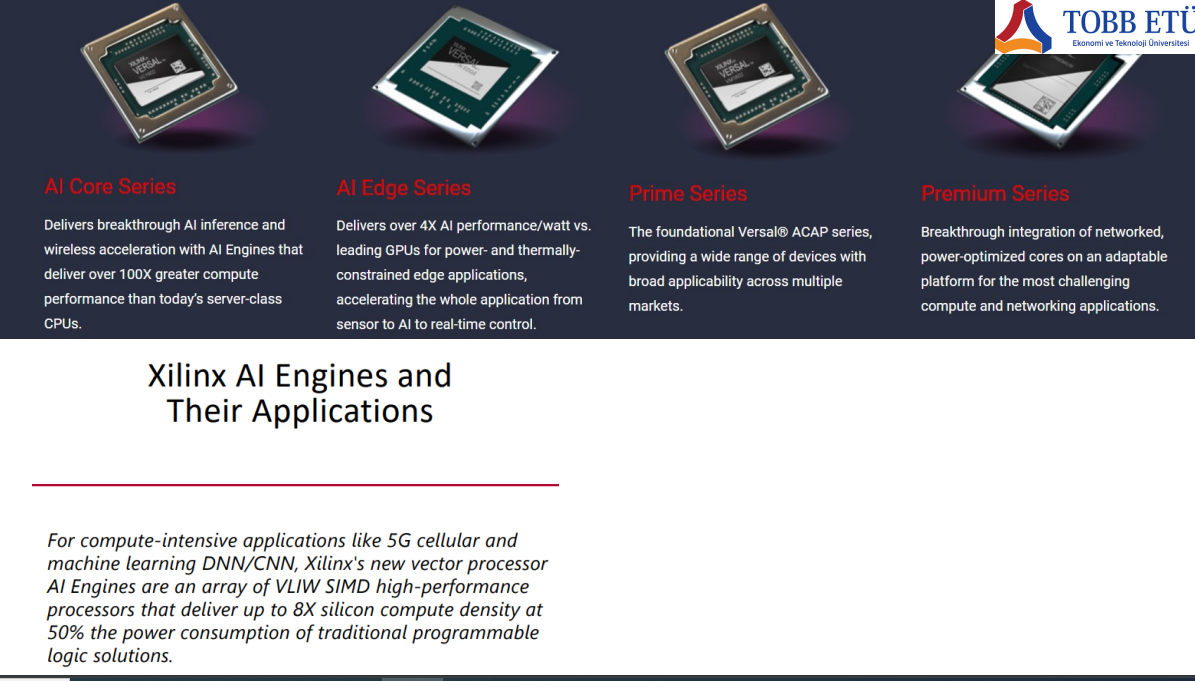 TOBB ETÜ
Ekonomi ve Teknoloji Üniversitesi
XILINX
VERSAL
XILINX
VERSAL
XILINX
VERSAL
AI Core Series
Delivers breakthrough AI inference and
wireless acceleration with AI Engines that
deliver over 100X greater compute
performance than today's server-class
CPUs.
AI Edge Series
Delivers over 4X AI performance/watt vs.
leading GPUs for power- and thermally-
constrained edge applications,
accelerating the whole application from
sensor to AI to real-time control.
Prime Series
The foundational Versal® ACAP series,
providing a wide range of devices with
broad applicability across multiple
markets.
Premium Series
Breakthrough integration of networked,
power-optimized cores on an adaptable
platform for the most challenging
compute and networking applications.
Xilinx AI Engines and
Their Applications
For compute-intensive applications like 5G cellular and
machine learning DNN/CNN, Xilinx's new vector processor
AI Engines are an array of VLIW SIMD high-performance
processors that deliver up to 8X silicon compute density at
50% the power consumption of traditional programmable
logic solutions.